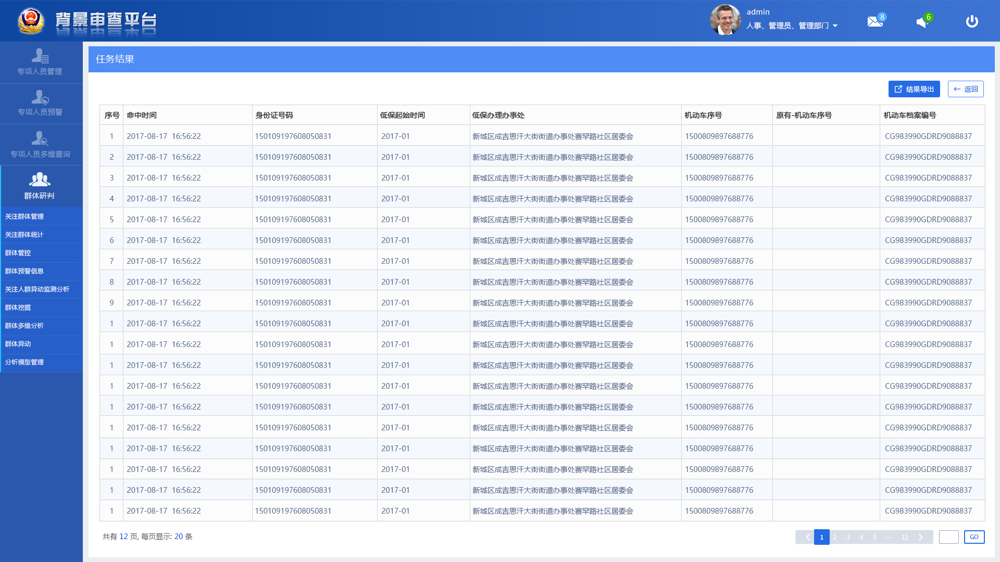 背景审查平台
admin
人事、管理员、管理部门
8
6
专项人员管理
专项人员预警
专项人员多维查询
群体研判
关注群体管理
关注群体统计
群体管控
群体预警信息
关注人群异动监测分析
群体挖掘
群体多维分析
群体异动
分析模型管理
任务结果
结果导出
返回
序号 命中时间 身份证号码 低保起始时间 低保办理办事处 机动车序号 原有-机动车序号 机动车档案编号
1 2017-08-17 16:56:22 150109197608050831 2017-01 新城区成吉思汗大街街道办事处赛罕路社区居委会 1500809897688776 CG983990GDRD9088837
2 2017-08-17 16:56:22 150109197608050831 2017-01 新城区成吉思汗大街街道办事处赛罕路社区居委会 1500809897688776 CG983990GDRD9088837
3 2017-08-17 16:56:22 150109197608050831 2017-01 新城区成吉思汗大街街道办事处赛罕路社区居委会 1500809897688776 CG983990GDRD9088837
4 2017-08-17 16:56:22 150109197608050831 2017-01 新城区成吉思汗大街街道办事处赛罕路社区居委会 1500809897688776 CG983990GDRD9088837
5 2017-08-17 16:56:22 150109197608050831 2017-01 新城区成吉思汗大街街道办事处赛罕路社区居委会 1500809897688776 CG983990GDRD9088837
6 2017-08-17 16:56:22 150109197608050831 2017-01 新城区成吉思汗大街街道办事处赛罕路社区居委会 1500809897688776 CG983990GDRD9088837
7 2017-08-17 16:56:22 150109197608050831 2017-01 新城区成吉思汗大街街道办事处赛罕路社区居委会 1500809897688776 CG983990GDRD9088837
8 2017-08-17 16:56:22 150109197608050831 2017-01 新城区成吉思汗大街街道办事处赛罕路社区居委会 1500809897688776 CG983990GDRD9088837
9 2017-08-17 16:56:22 150109197608050831 2017-01 新城区成吉思汗大街街道办事处赛罕路社区居委会 1500809897688776 CG983990GDRD9088837
1 2017-08-17 16:56:22 150109197608050831 2017-01 新城区成吉思汗大街街道办事处赛罕路社区居委会 1500809897688776 CG983990GDRD9088837
1 2017-08-17 16:56:22 150109197608050831 2017-01 新城区成吉思汗大街街道办事处赛罕路社区居委会 1500809897688776 CG983990GDRD9088837
1 2017-08-17 16:56:22 150109197608050831 2017-01 新城区成吉思汗大街街道办事处赛罕路社区居委会 1500809897688776 CG983990GDRD9088837
1 2017-08-17 16:56:22 150109197608050831 2017-01 新城区成吉思汗大街街道办事处赛罕路社区居委会 1500809897688776 CG983990GDRD9088837
1 2017-08-17 16:56:22 150109197608050831 2017-01 新城区成吉思汗大街街道办事处赛罕路社区居委会 1500809897688776 CG983990GDRD9088837
1 2017-08-17 16:56:22 150109197608050831 2017-01 新城区成吉思汗大街街道办事处赛罕路社区居委会 1500809897688776 CG983990GDRD9088837
1 2017-08-17 16:56:22 150109197608050831 2017-01 新城区成吉思汗大街街道办事处赛罕路社区居委会 1500809897688776 CG983990GDRD9088837
1 2017-08-17 16:56:22 150109197608050831 2017-01 新城区成吉思汗大街街道办事处赛罕路社区居委会 1500809897688776 CG983990GDRD9088837
1 2017-08-17 16:56:22 150109197608050831 2017-01 新城区成吉思汗大街街道办事处赛罕路社区居委会 1500809897688776 CG983990GDRD9088837
1 2017-08-17 16:56:22 150109197608050831 2017-01 新城区成吉思汗大街街道办事处赛罕路社区居委会 1500809897688776 CG983990GDRD9088837
共有 12 页, 每页显示: 20 条
1 2 3 4 5 ··· 12 GO